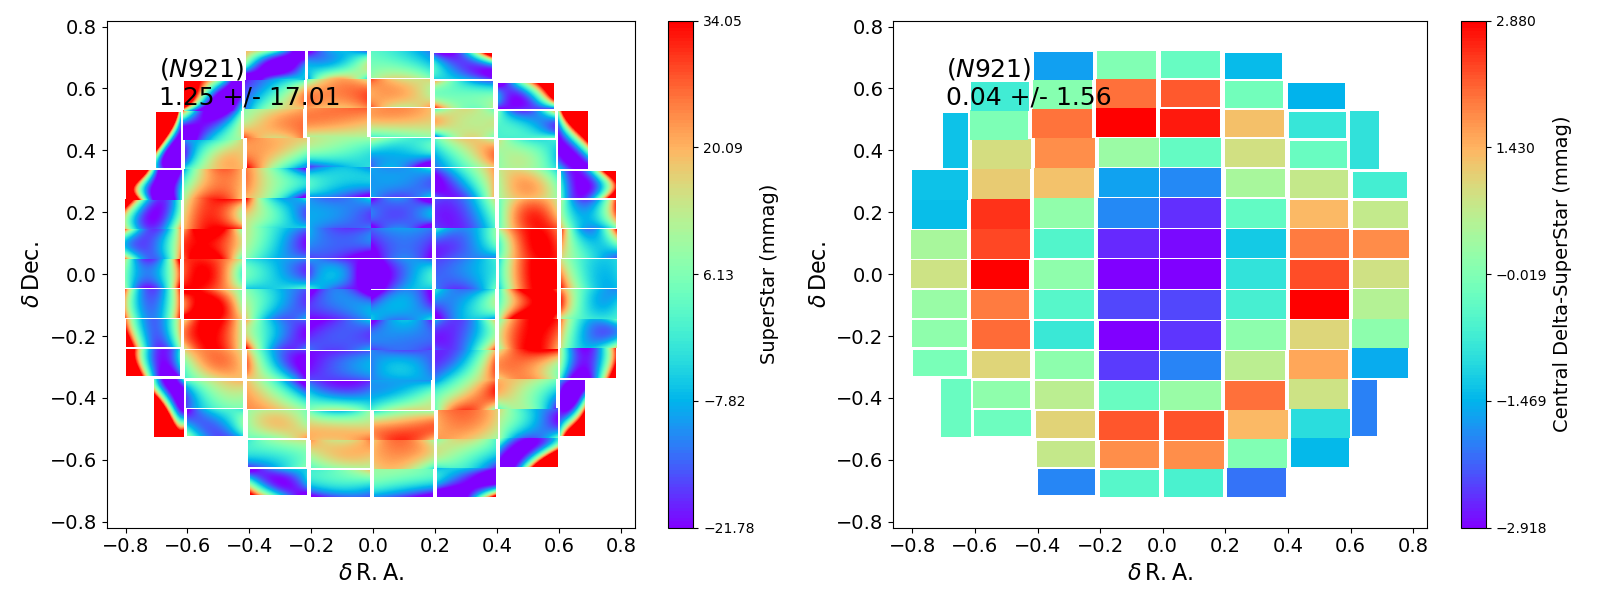 (N921)
1.25 +/- 17.01
0.8
0.6
0.4
0.2
0.0
−0.2
−0.4
−0.6
−0.8
−0.8 −0.6 −0.4 −0.2 0.0 0.2 0.4 0.6 0.8
δ R. A.
δ Dec.
34.05
20.09
6.13
−7.82
−21.78
SuperStar (mmag)
(N921)
0.04 +/- 1.56
0.8
0.6
0.4
0.2
0.0
−0.2
−0.4
−0.6
−0.8
−0.8 −0.6 −0.4 −0.2 0.0 0.2 0.4 0.6 0.8
δ R. A.
δ Dec.
2.880
1.430
−0.019
−1.469
−2.918
Central Delta-SuperStar (mmag)